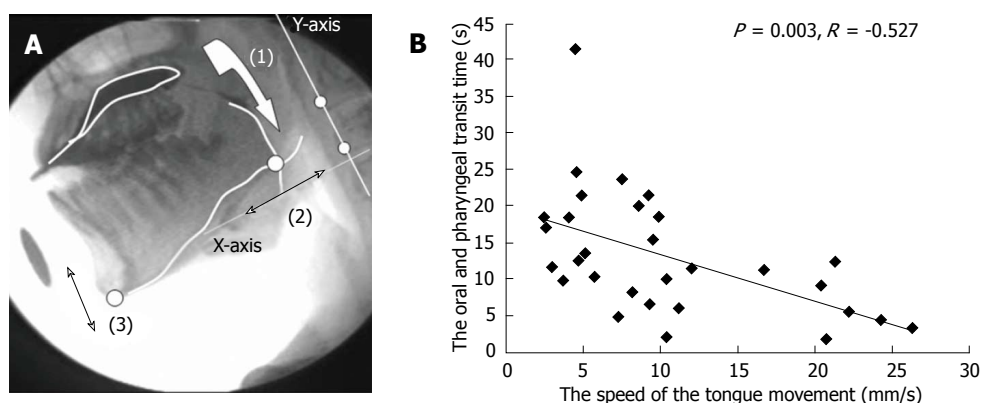 A
Y-axis
(1)
(2)
X-axis
(3)
B
P = 0.003, R = -0.527
The oral and pharyngeal transit time (s)
45
40
35
30
25
20
15
10
5
0
0 5 10 15 20 25 30
The speed of the tongue movement (mm/s)